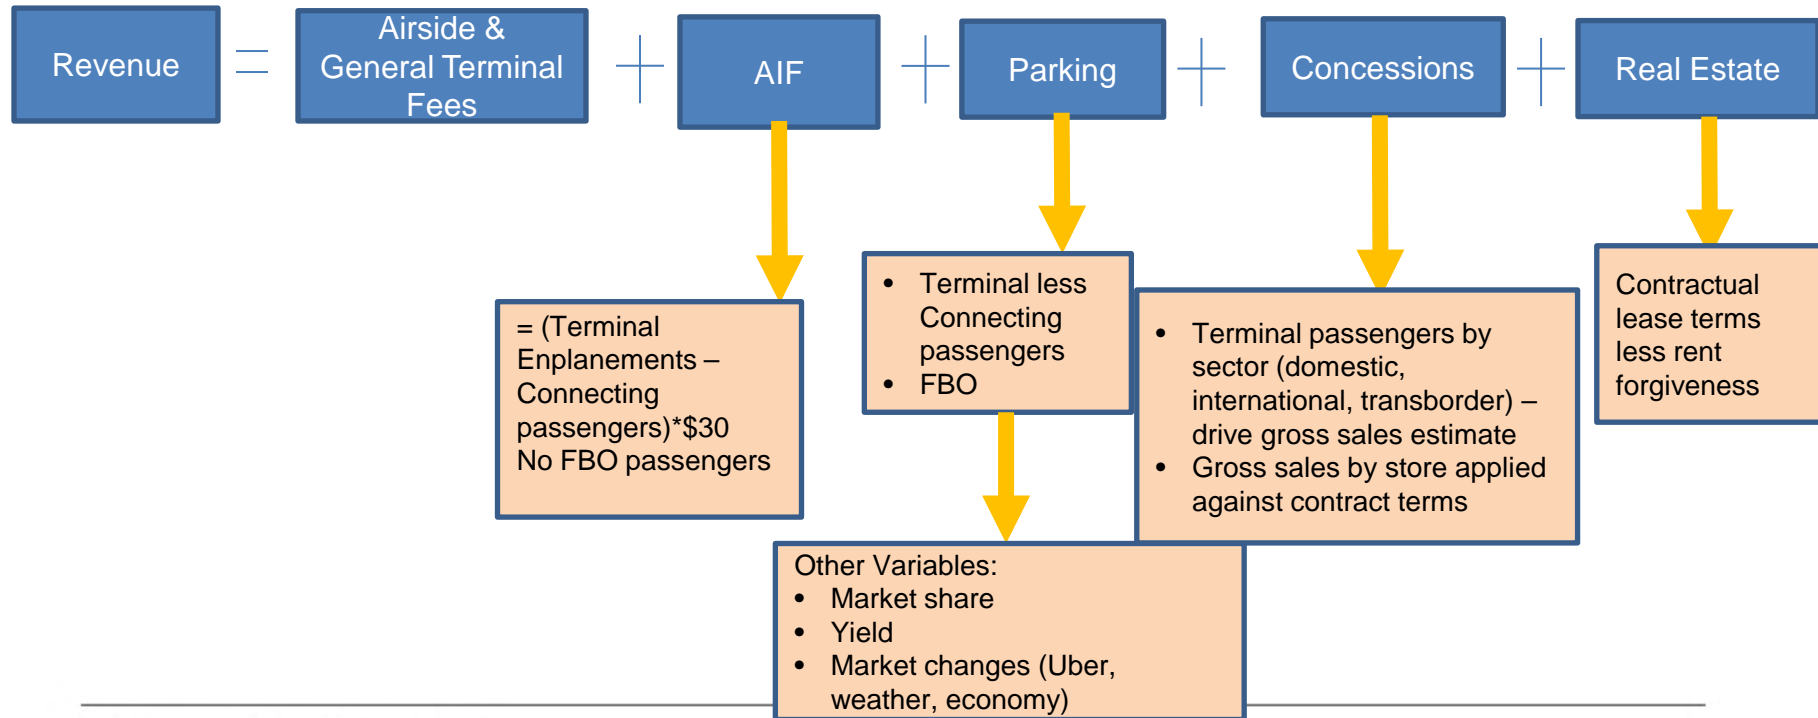 Revenue
=
Airside &
General Terminal
Fees
+
AIF
+
Parking
+
Concessions
+
Real Estate
= (Terminal
Enplanements –
Connecting
passengers)*$30
No FBO passengers
• Terminal less
Connecting
passengers
• FBO
• Terminal passengers by
sector (domestic,
international, transborder) –
drive gross sales estimate
• Gross sales by store applied
against contract terms
Contractual
lease terms
less rent
forgiveness
Other Variables:
• Market share
• Yield
• Market changes (Uber,
weather, economy)